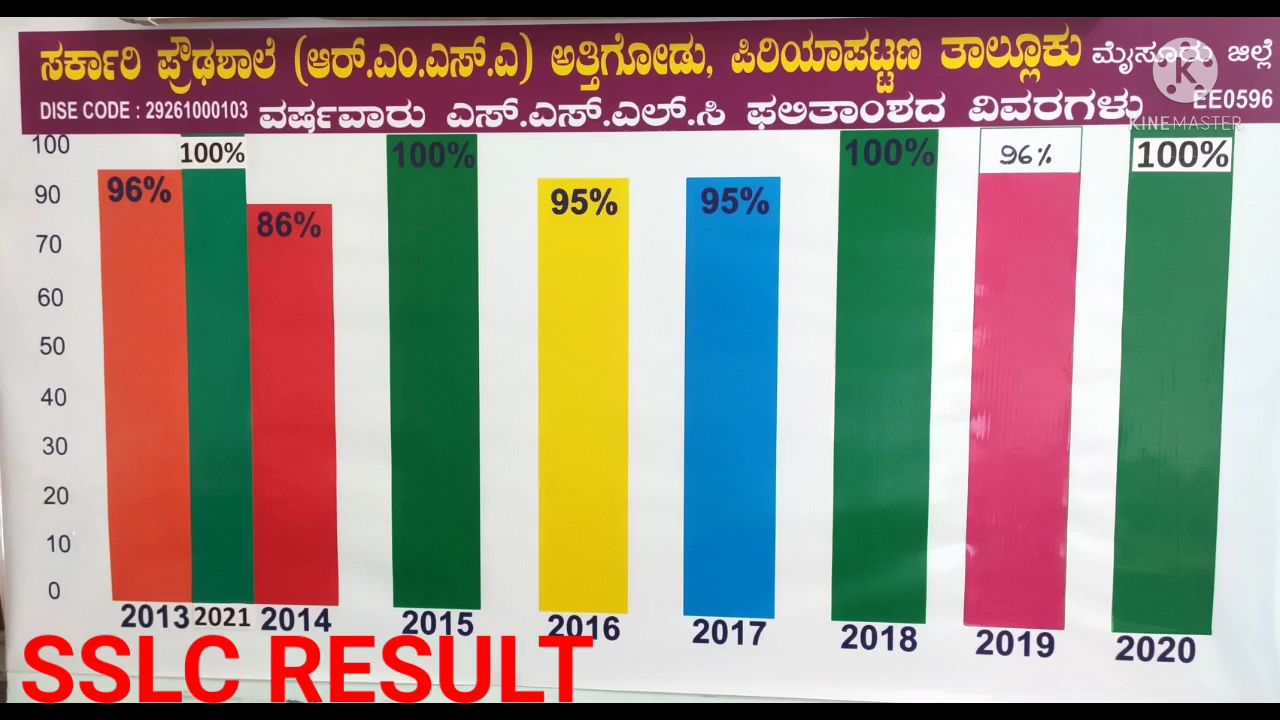 ಸರ್ಕಾರಿ ಪ್ರೌಢಶಾಲೆ (ಆರ್.ಎಂ.ಎಸ್.ಎ) ಅತ್ತಿಗೋಡು, ಪಿರಿಯಾಪಟ್ಟಣ ತಾಲ್ಲೂಕು ಮೈಸೂರು ಜಿಲ್ಲೆ
DISE CODE : 29261000103 ವರ್ಷವಾರು ಎಸ್.ಎಸ್.ಎಲ್.ಸಿ ಫಲಿತಾಂಶದ ವಿವರಗಳು EE0596
K
KINEMASTER
100
90
70
60
50
40
30
20
10
0
96% 100% 86% 100% 95% 95% 100% 96% 100%
2013 2021 2014 2015 2016 2017 2018 2019 2020
SSLC RESULT